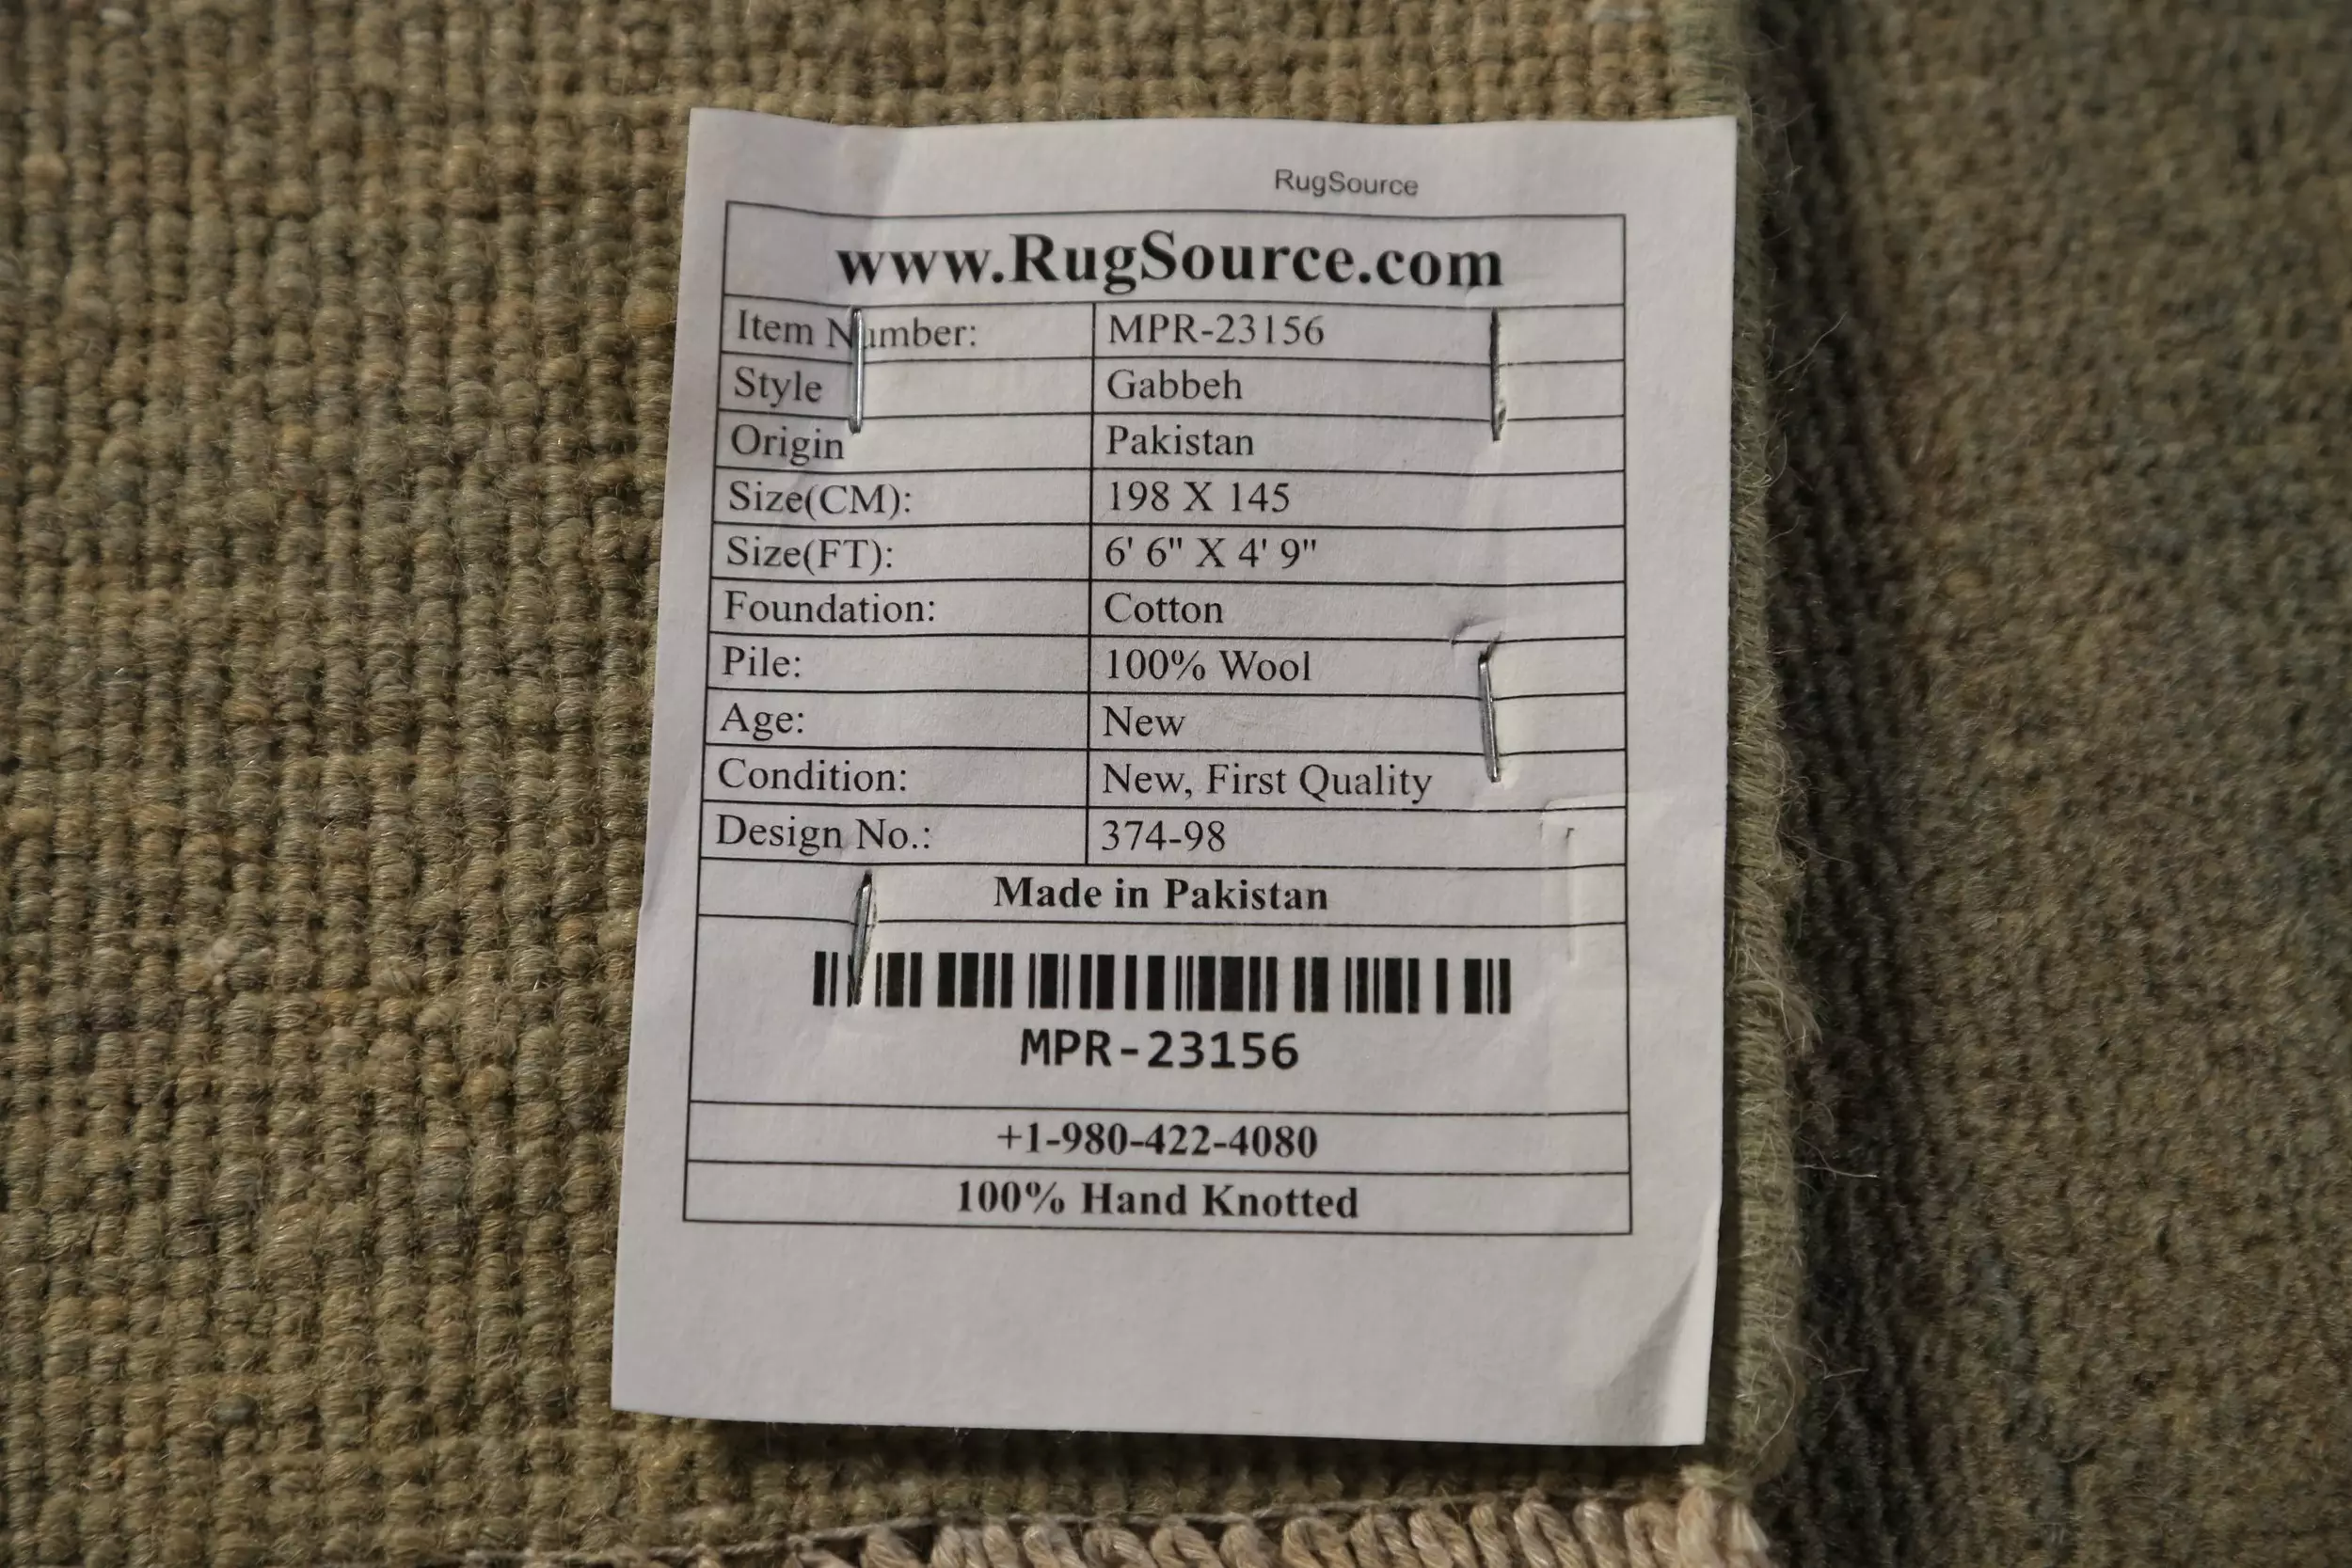 RugSource
www.RugSource.com
Item Number: MPR-23156
Style Gabbeh
Origin Pakistan
Size(CM): 198 X 145
Size(FT): 6' 6" X 4' 9"
Foundation: Cotton
Pile: 100% Wool
Age: New
Condition: New, First Quality
Design No.: 374-98
Made in Pakistan
MPR-23156
+1-980-422-4080
100% Hand Knotted